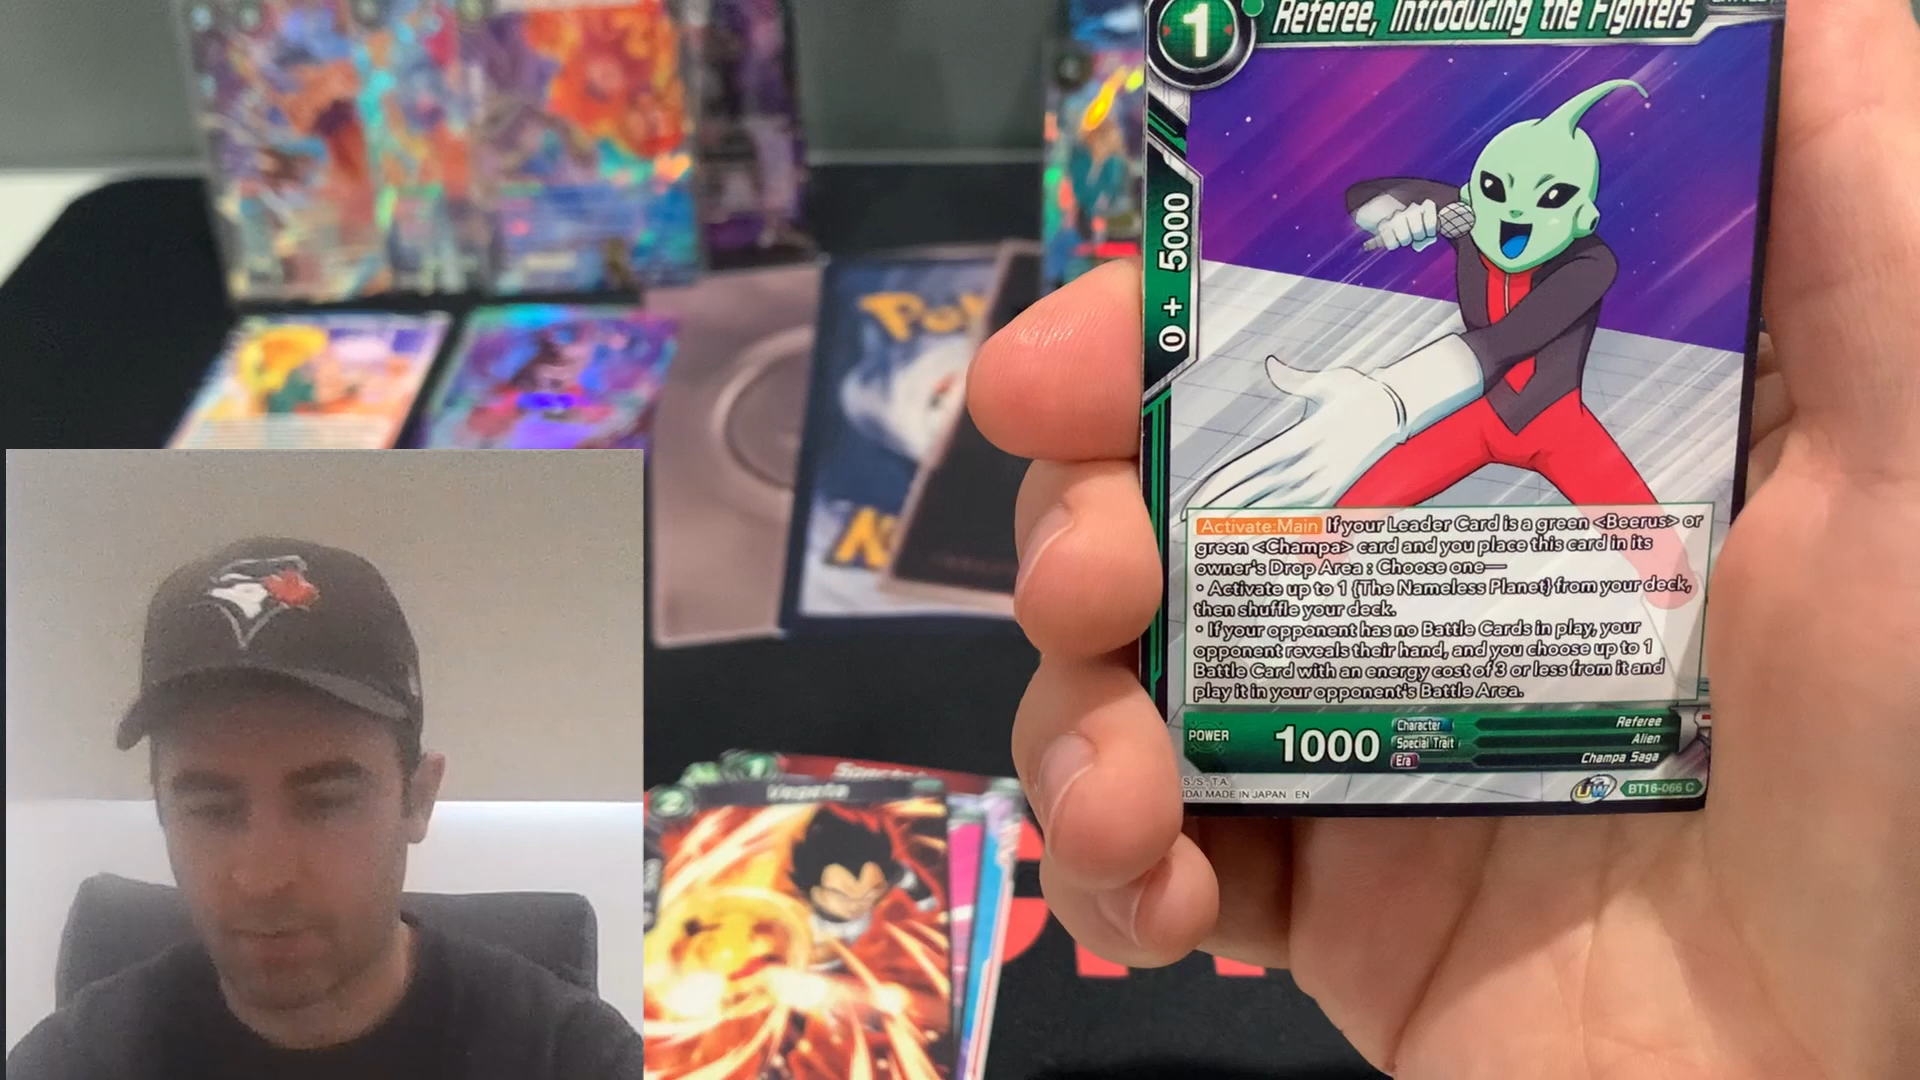 1
Referee, Introducing the Fighters
0 + 5000
Activate:Main If your Leader Card is a green <Beerus> or
green <Champa> card and you place this card in its
owner's Drop Area : Choose one—
• Activate up to 1 {The Nameless Planet} from your deck,
then shuffle your deck.
• If your opponent has no Battle Cards in play, your
opponent reveals their hand, and you choose up to 1
Battle Card with an energy cost of 3 or less from it and
play it in your opponent's Battle Area.
POWER
1000
Character
Referee
Special Trait
Alien
Era
Champa Saga
S./S.,T.A.
MADE IN JAPAN EN
UW
BT16-066 C
1
2
Vegeta